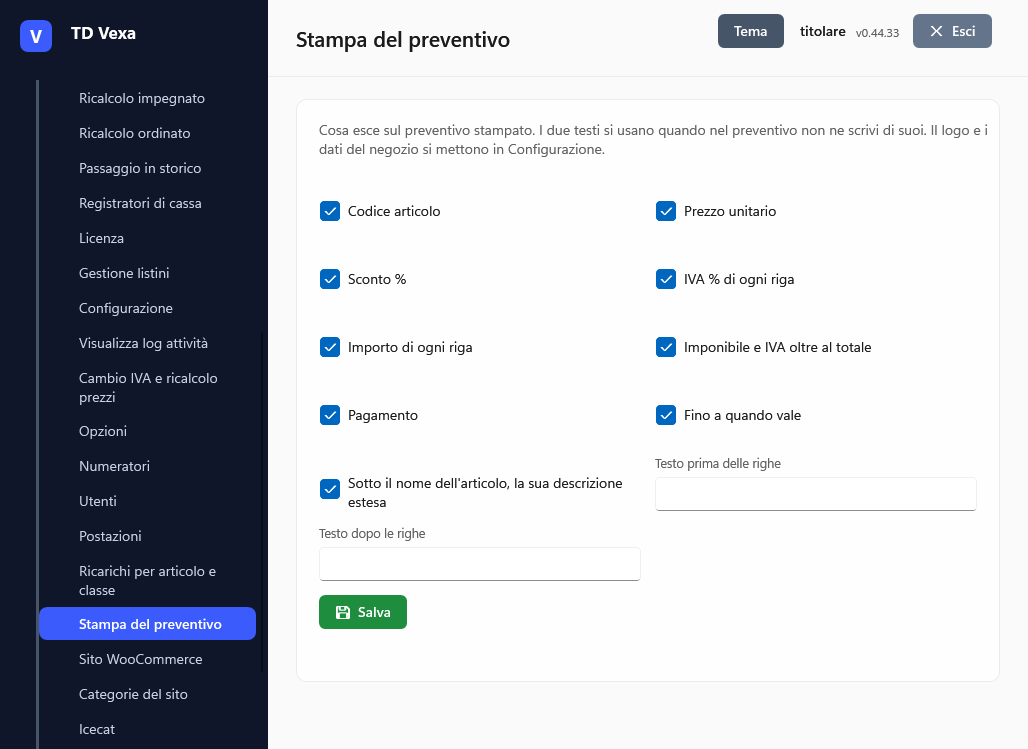 V
TD Vexa
Ricalcolo impegnato
Ricalcolo ordinato
Passaggio in storico
Registratori di cassa
Licenza
Gestione listini
Configurazione
Visualizza log attività
Cambio IVA e ricalcolo
prezzi
Opzioni
Numeratori
Utenti
Postazioni
Ricarichi per articolo e
classe
Stampa del preventivo
Sito WooCommerce
Categorie del sito
Icecat
Stampa del preventivo
Tema
titolare
v0.44.33
Esci
Cosa esce sul preventivo stampato. I due testi si usano quando nel preventivo non ne scrivi di suoi. Il logo e i
dati del negozio si mettono in Configurazione.
Codice articolo
Prezzo unitario
Sconto %
IVA % di ogni riga
Importo di ogni riga
Imponibile e IVA oltre al totale
Pagamento
Fino a quando vale
Sotto il nome dell'articolo, la sua descrizione
estesa
Testo prima delle righe
Testo dopo le righe
Salva